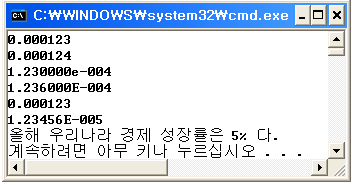 C:₩WINDOWS₩system32₩cmd.exe
0.000123
0.000124
1.230000e-004
1.236000E-004
0.000123
1.23456E-005
올해 우리나라 경제 성장률은 5% 다.
계속하려면 아무 키나 누르십시오 . . .